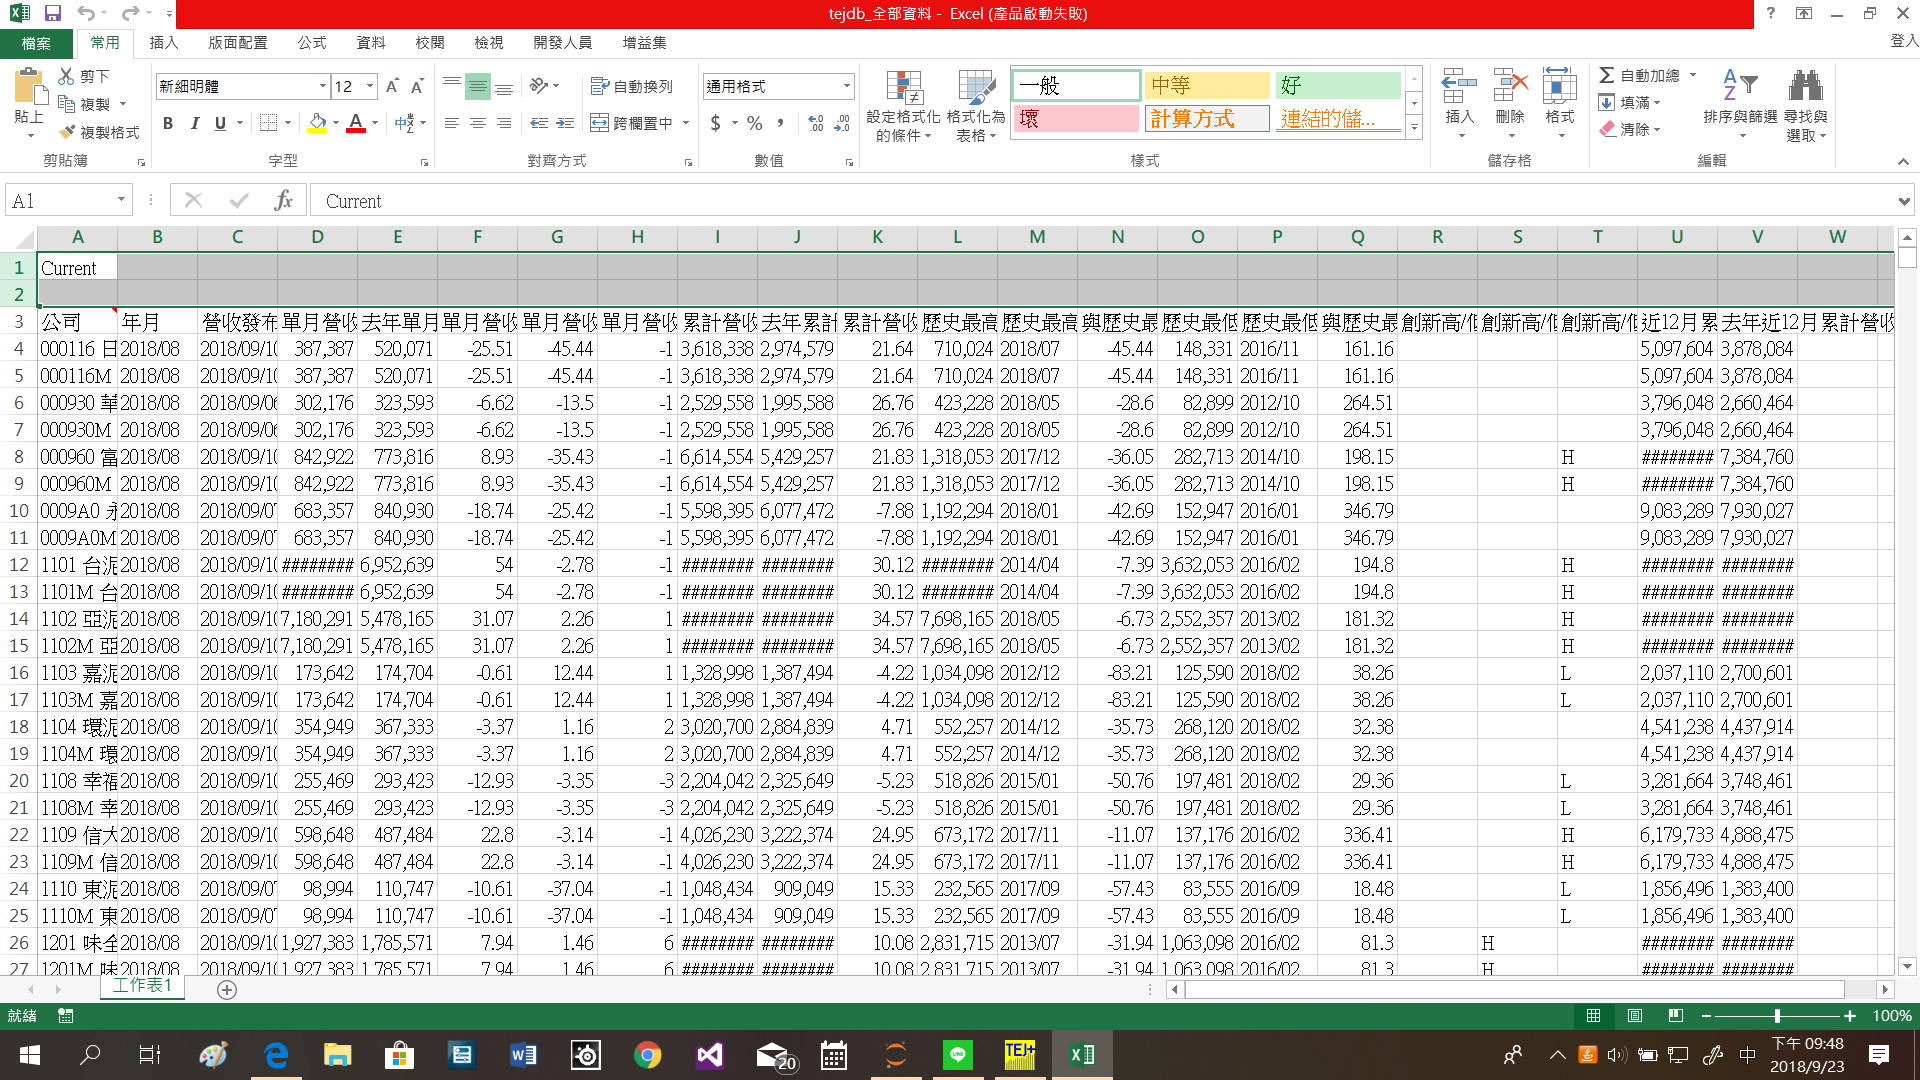 tejdb_全部資料 - Excel (產品啟動失敗)
檔案 常用 插入 版面配置 公式 資料 校閱 檢視 開發人員 增益集 登入
貼上 剪下 複製 複製格式 剪貼簿
新細明體 12 B I U A 字型
自動換列 跨欄置中 對齊方式
通用格式 $ % , 數值
設定格式化的條件 格式化為表格 一般 中等 好 壞 計算方式 連結的儲... 樣式
插入 刪除 格式 儲存格
自動加總 填滿 清除 排序與篩選 尋找與選取 編輯
A1 fx Current
A B C D E F G H I J K L M N O P Q R S T U V W
1 Current
2
3 公司 年月 營收發布 單月營收 去年單月 單月營收 單月營收 單月營收 累計營收 去年累計 累計營收 歷史最高 歷史最高 與歷史最 歷史最低 歷史最低 與歷史最 創新高/低 創新高/低 創新高/低 近12月累 去年近12月累計營收
4 000116 日 2018/08 2018/09/10 387,387 520,071 -25.51 -45.44 -1 3,618,338 2,974,579 21.64 710,024 2018/07 -45.44 148,331 2016/11 161.16 5,097,604 3,878,084
5 000116M 2018/08 2018/09/10 387,387 520,071 -25.51 -45.44 -1 3,618,338 2,974,579 21.64 710,024 2018/07 -45.44 148,331 2016/11 161.16 5,097,604 3,878,084
6 000930 華 2018/08 2018/09/06 302,176 323,593 -6.62 -13.5 -1 2,529,558 1,995,588 26.76 423,228 2018/05 -28.6 82,899 2012/10 264.51 3,796,048 2,660,464
7 000930M 2018/08 2018/09/06 302,176 323,593 -6.62 -13.5 -1 2,529,558 1,995,588 26.76 423,228 2018/05 -28.6 82,899 2012/10 264.51 3,796,048 2,660,464
8 000960 富 2018/08 2018/09/10 842,922 773,816 8.93 -35.43 -1 6,614,554 5,429,257 21.83 1,318,053 2017/12 -36.05 282,713 2014/10 198.15 H ######## 7,384,760
9 000960M 2018/08 2018/09/10 842,922 773,816 8.93 -35.43 -1 6,614,554 5,429,257 21.83 1,318,053 2017/12 -36.05 282,713 2014/10 198.15 H ######## 7,384,760
10 0009A0 永 2018/08 2018/09/07 683,357 840,930 -18.74 -25.42 -1 5,598,395 6,077,472 -7.88 1,192,294 2018/01 -42.69 152,947 2016/01 346.79 9,083,289 7,930,027
11 0009A0M 2018/08 2018/09/07 683,357 840,930 -18.74 -25.42 -1 5,598,395 6,077,472 -7.88 1,192,294 2018/01 -42.69 152,947 2016/01 346.79 9,083,289 7,930,027
12 1101 台泥 2018/08 2018/09/10 ######## 6,952,639 54 -2.78 -1 ######## ######## 30.12 ######## 2014/04 -7.39 3,632,053 2016/02 194.8 H ######## ########
13 1101M 台 2018/08 2018/09/10 ######## 6,952,639 54 -2.78 -1 ######## ######## 30.12 ######## 2014/04 -7.39 3,632,053 2016/02 194.8 H ######## ########
14 1102 亞泥 2018/08 2018/09/10 7,180,291 5,478,165 31.07 2.26 1 ######## ######## 34.57 7,698,165 2018/05 -6.73 2,552,357 2013/02 181.32 H ######## ########
15 1102M 亞 2018/08 2018/09/10 7,180,291 5,478,165 31.07 2.26 1 ######## ######## 34.57 7,698,165 2018/05 -6.73 2,552,357 2013/02 181.32 H ######## ########
16 1103 嘉泥 2018/08 2018/09/10 173,642 174,704 -0.61 12.44 1 1,328,998 1,387,494 -4.22 1,034,098 2012/12 -83.21 125,590 2018/02 38.26 L 2,037,110 2,700,601
17 1103M 嘉 2018/08 2018/09/10 173,642 174,704 -0.61 12.44 1 1,328,998 1,387,494 -4.22 1,034,098 2012/12 -83.21 125,590 2018/02 38.26 L 2,037,110 2,700,601
18 1104 環泥 2018/08 2018/09/10 354,949 367,333 -3.37 1.16 2 3,020,700 2,884,839 4.71 552,257 2014/12 -35.73 268,120 2018/02 32.38 4,541,238 4,437,914
19 1104M 環 2018/08 2018/09/10 354,949 367,333 -3.37 1.16 2 3,020,700 2,884,839 4.71 552,257 2014/12 -35.73 268,120 2018/02 32.38 4,541,238 4,437,914
20 1108 幸福 2018/08 2018/09/10 255,469 293,423 -12.93 -3.35 -3 2,204,042 2,325,649 -5.23 518,826 2015/01 -50.76 197,481 2018/02 29.36 L 3,281,664 3,748,461
21 1108M 幸 2018/08 2018/09/10 255,469 293,423 -12.93 -3.35 -3 2,204,042 2,325,649 -5.23 518,826 2015/01 -50.76 197,481 2018/02 29.36 L 3,281,664 3,748,461
22 1109 信大 2018/08 2018/09/10 598,648 487,484 22.8 -3.14 -1 4,026,230 3,222,374 24.95 673,172 2017/11 -11.07 137,176 2016/02 336.41 H 6,179,733 4,888,475
23 1109M 信 2018/08 2018/09/10 598,648 487,484 22.8 -3.14 -1 4,026,230 3,222,374 24.95 673,172 2017/11 -11.07 137,176 2016/02 336.41 H 6,179,733 4,888,475
24 1110 東泥 2018/08 2018/09/07 98,994 110,747 -10.61 -37.04 -1 1,048,434 909,049 15.33 232,565 2017/09 -57.43 83,555 2016/09 18.48 L 1,856,496 1,383,400
25 1110M 東 2018/08 2018/09/07 98,994 110,747 -10.61 -37.04 -1 1,048,434 909,049 15.33 232,565 2017/09 -57.43 83,555 2016/09 18.48 L 1,856,496 1,383,400
26 1201 味全 2018/08 2018/09/10 1,927,383 1,785,571 7.94 1.46 6 ######## ######## 10.08 2,831,715 2013/07 -31.94 1,063,098 2016/02 81.3 H ######## ########
27 1201M 味 2018/08 2018/09/10 1,927,383 1,785,571 7.94 1.46 6 ######## ######## 10.08 2,831,715 2013/07 -31.94 1,063,098 2016/02 81.3 H ######## ########
工作表1
就緒 100%
20 LINE TEJ+ 中 下午 09:48
2018/9/23